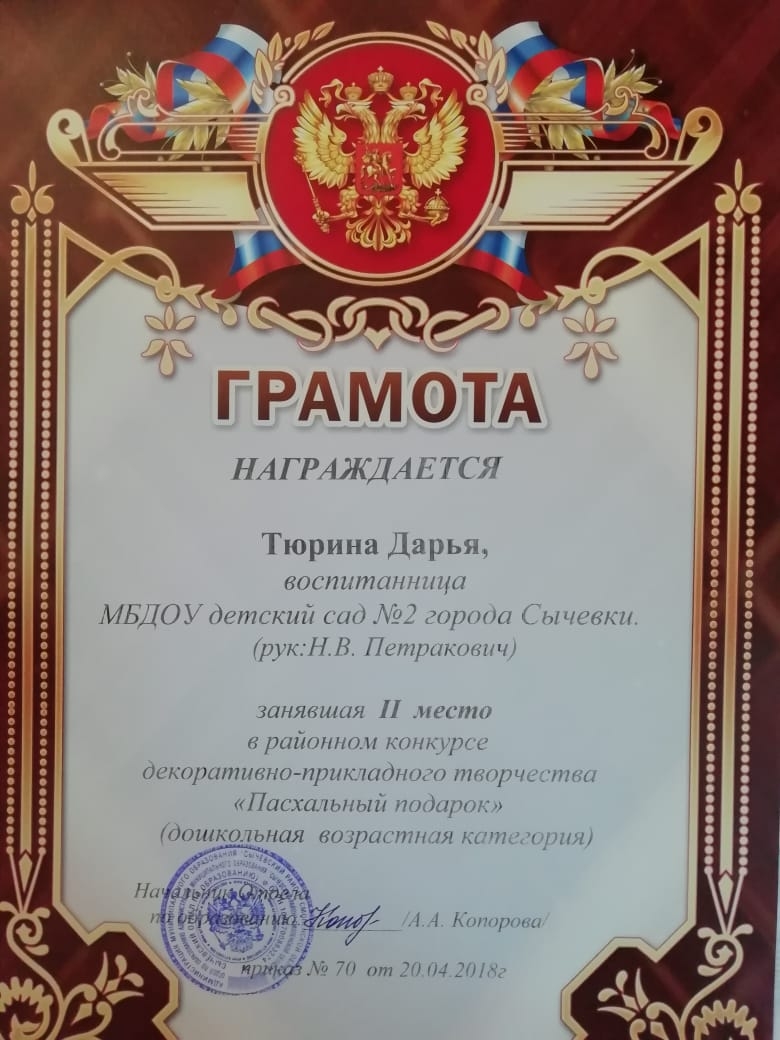 ГРАМОТА
НАГРАЖДАЕТСЯ
Тюрина Дарья,
воспитанница
МБДОУ детский сад №2 города Сычевки.
(рук:Н.В. Петракович)
занявшая II место
в районном конкурсе
декоративно-прикладного творчества
«Пасхальный подарок»
(дошкольная возрастная категория)
Начальник Отдела
по образованию /А.А. Копорова/
приказ № 70 от 20.04.2018г